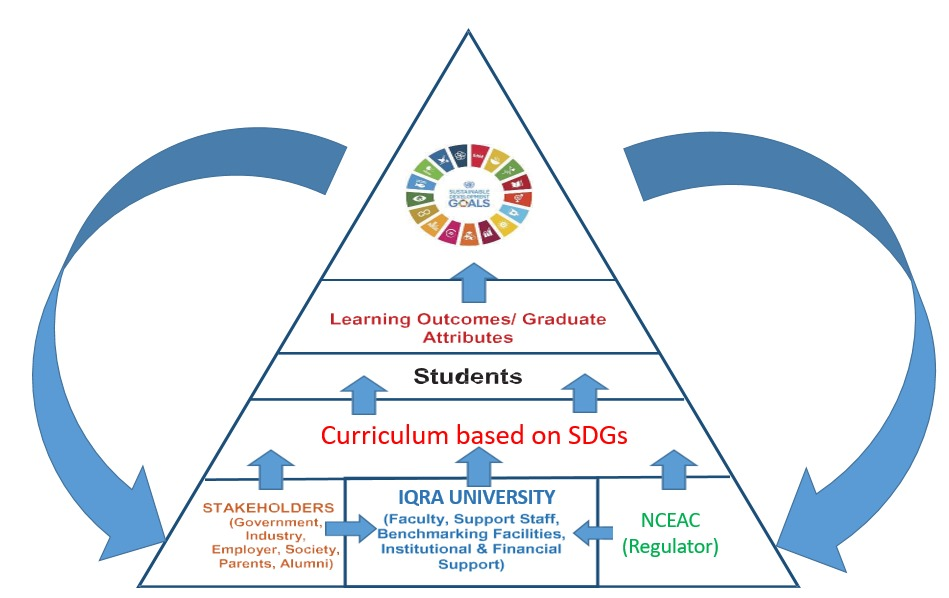 SUSTAINABLE
DEVELOPMENT
GOALS
Learning Outcomes/ Graduate
Attributes
Students
Curriculum based on SDGs
STAKEHOLDERS
(Government,
Industry,
Employer, Society,
Parents, Alumni)
IQRA UNIVERSITY
(Faculty, Support Staff,
Benchmarking Facilities,
Institutional & Financial
Support)
NCEAC
(Regulator)